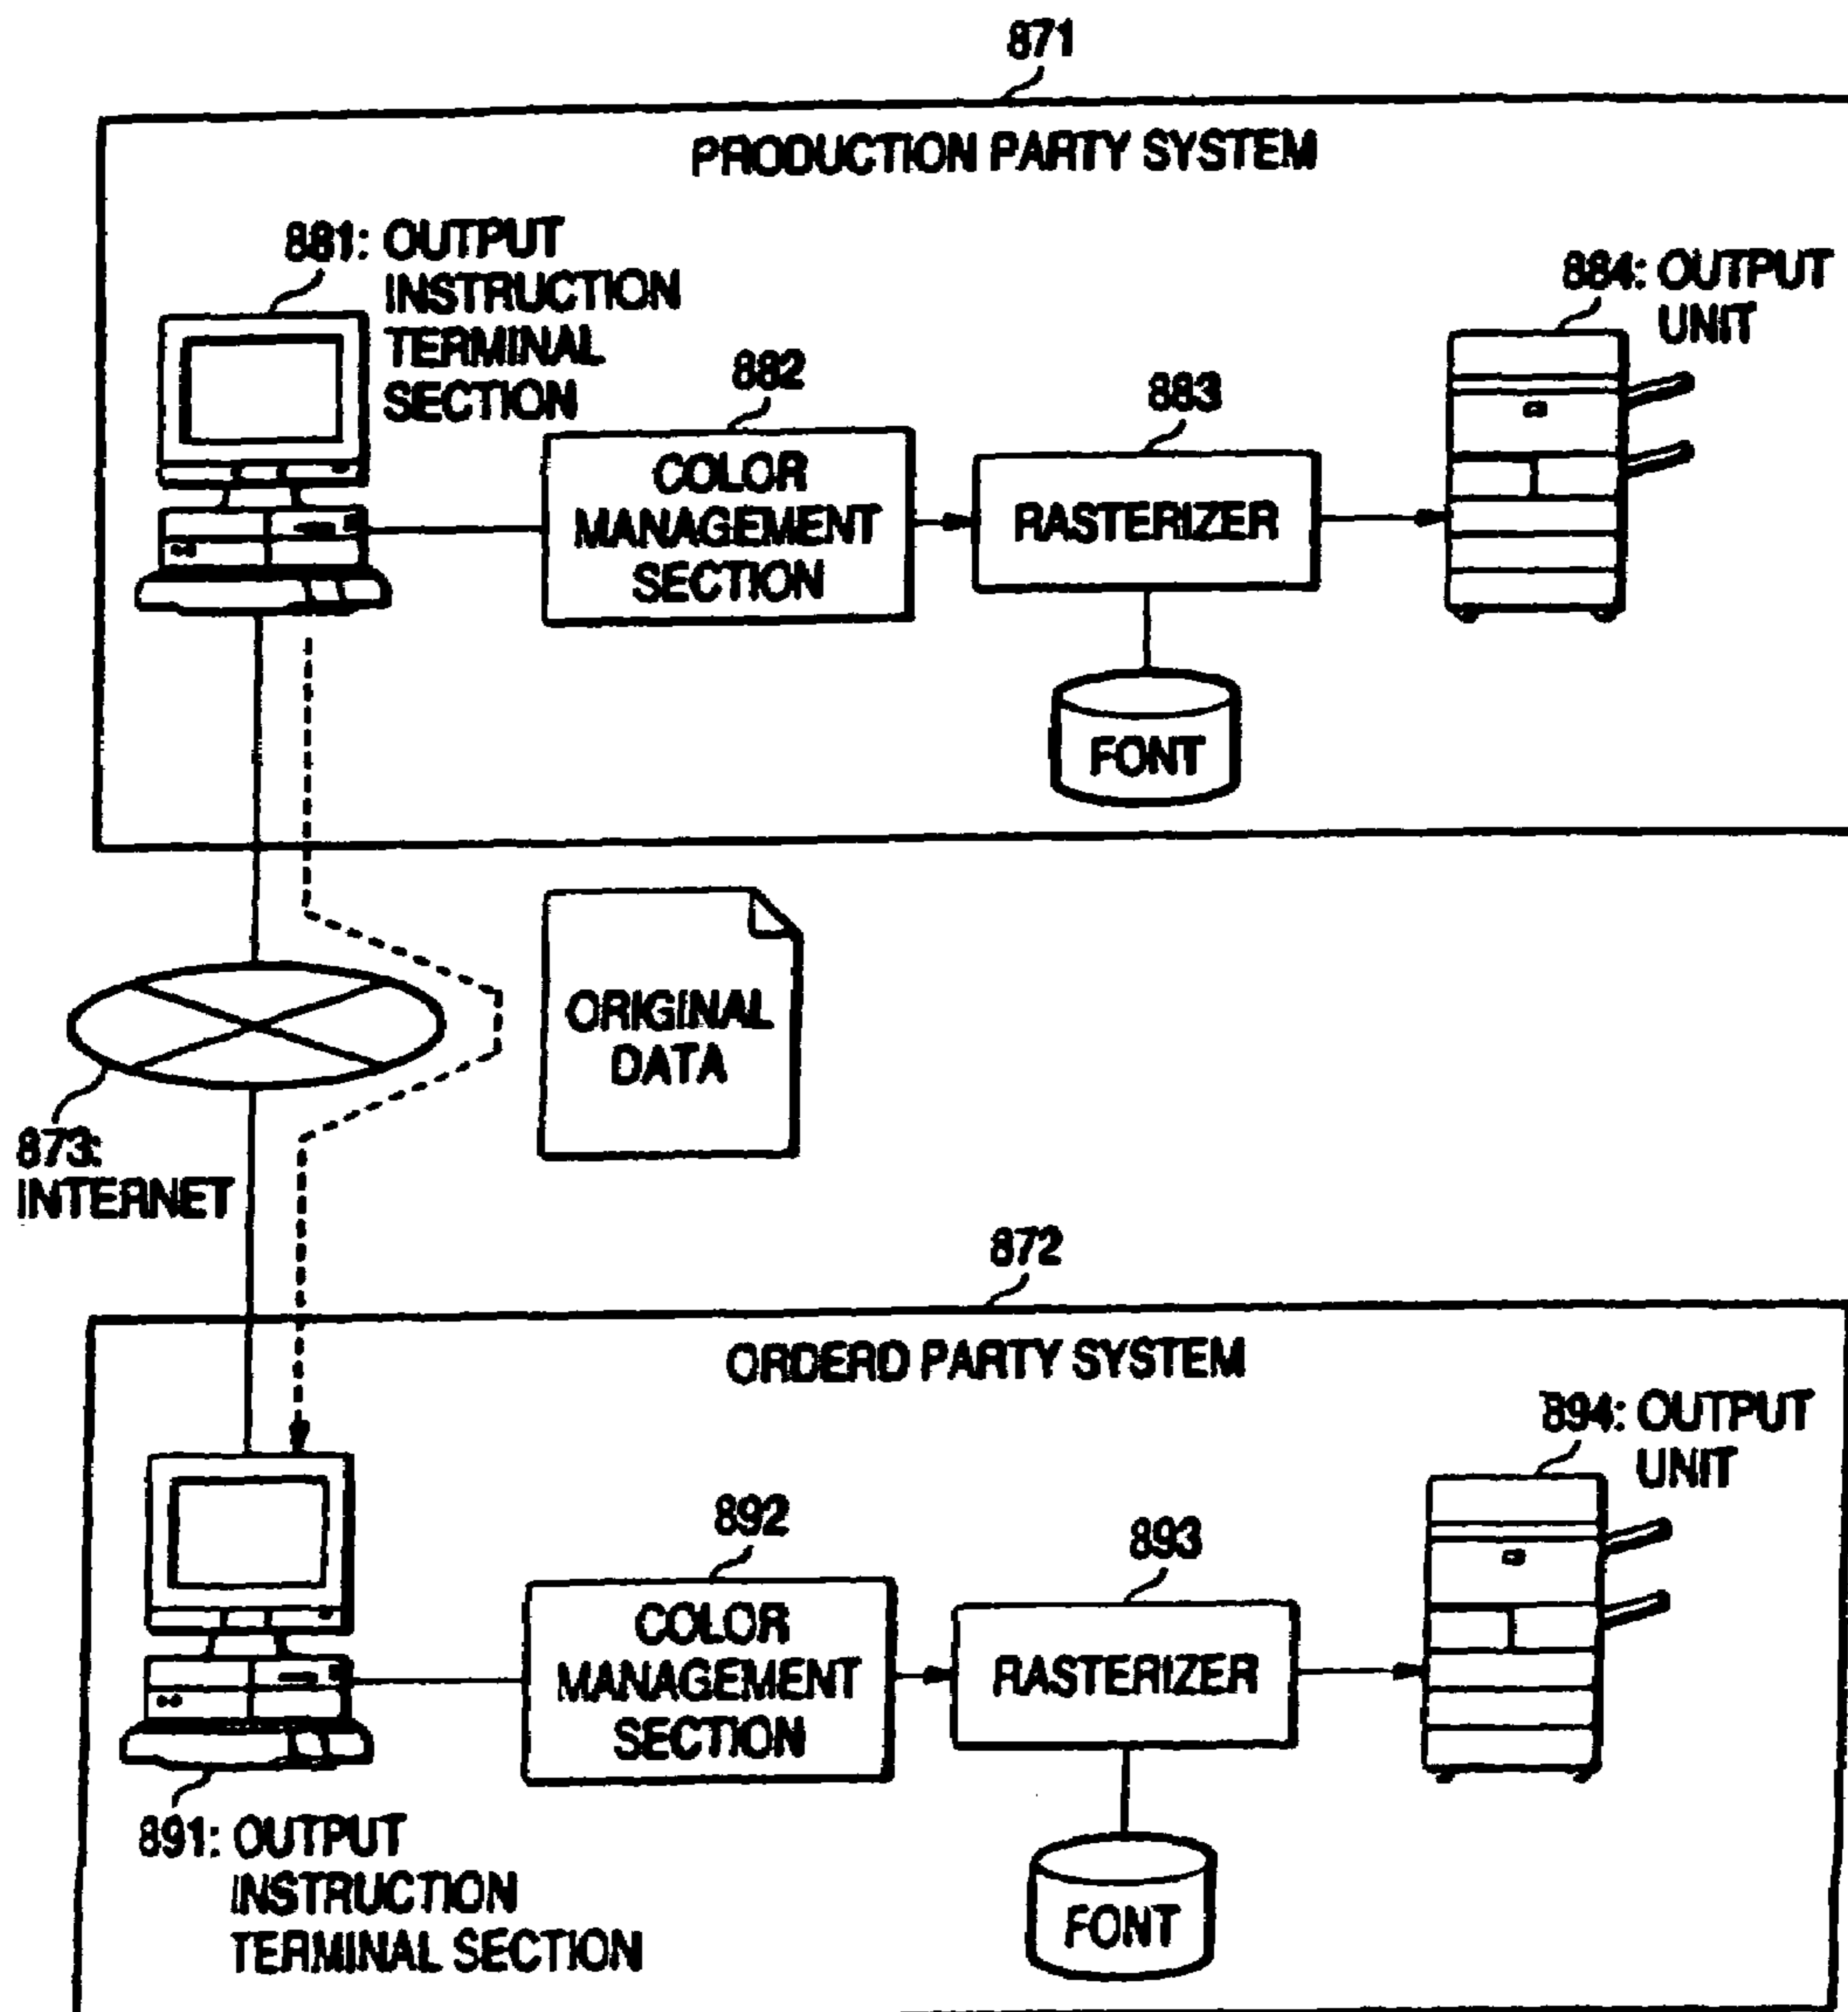 871
PRODUCTION PARTY SYSTEM
881: OUTPUT
INSTRUCTION
TERMINAL
SECTION
884: OUTPUT
UNIT
882
883
COLOR
MANAGEMENT
SECTION
RASTERIZER
FONT
ORIGINAL
DATA
873:
INTERNET
872
ORDERD PARTY SYSTEM
894: OUTPUT
UNIT
892
893
COLOR
MANAGEMENT
SECTION
RASTERIZER
891: OUTPUT
INSTRUCTION
TERMINAL SECTION
FONT